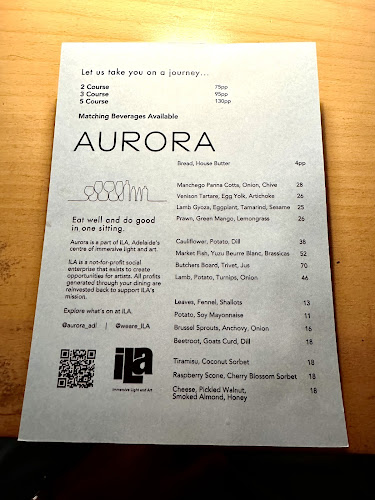 Let us take you on a journey...
2 Course 75pp
3 Course 95pp
5 Course 130pp
Matching Beverages Available
AURORA
Bread, House Butter 4pp
Manchego Panna Cotta, Onion, Chive 28
Venison Tartare, Egg Yolk, Artichoke 26
Lamb Gyoza, Eggplant, Tamarind, Sesame 25
Prawn, Green Mango, Lemongrass 26
Cauliflower, Potato, Dill 38
Market Fish, Yuzu Beurre Blanc, Brassicas 52
Butchers Board, Trivet, Jus 70
Lamb, Potato, Turnips, Onion 46
Leaves, Fennel, Shallots 13
Potato, Soy Mayonnaise 11
Brussel Sprouts, Anchovy, Onion 16
Beetroot, Goats Curd, Dill 18
Tiramisu, Coconut Sorbet 18
Raspberry Scone, Cherry Blossom Sorbet 18
Cheese, Pickled Walnut, 18
Smoked Almond, Honey
Eat well and do good
in one sitting.
Aurora is a part of ILA, Adelaide's
centre of immersive light and art.
ILA is a not-for-profit social
enterprise that exists to create
opportunities for artists. All profits
generated through your dining are
reinvested back to support ILA's
mission.
Explore what's on at ILA.
@aurora_adl | @weare_ILA
iLa
Immersive Light and Art